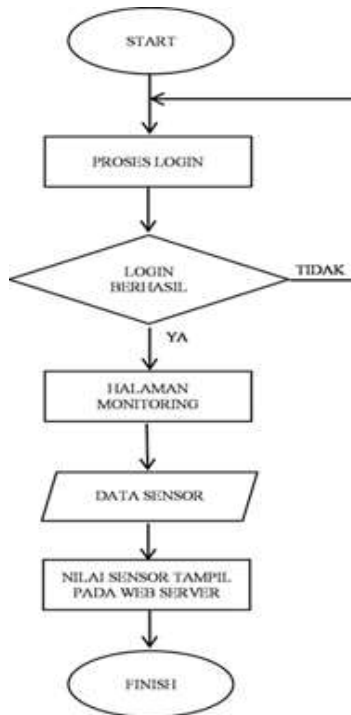 START
PROSES LOGIN
LOGIN
BERHASIL
TIDAK
YA
HALAMAN
MONITORING
DATA SENSOR
NILAI SENSOR TAMPIL
PADA WEB SERVER
FINISH